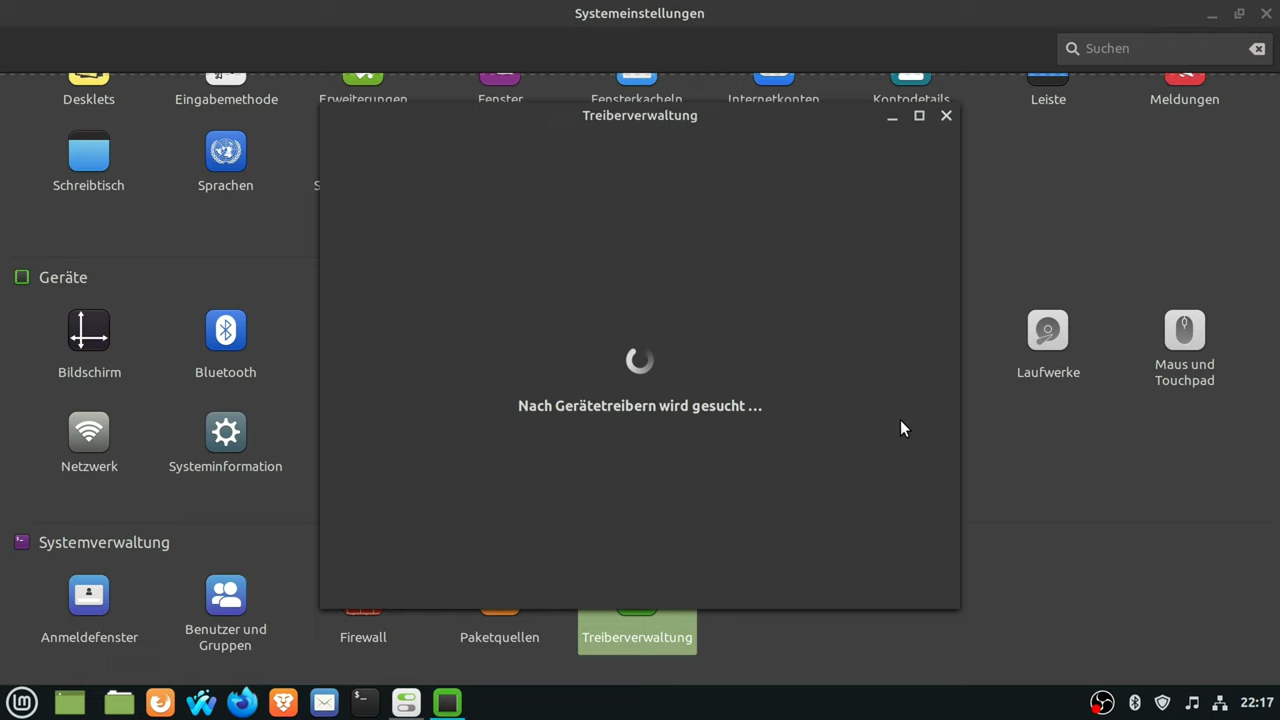 Systemeinstellungen
Suchen
Desklets
Eingabemethode
Erweiterungen
Fenster
Fensterkacheln
Internetkonten
Kontodetails
Leiste
Meldungen
Treiberverwaltung
Schreibtisch
Sprachen
Geräte
Bildschirm
Bluetooth
Laufwerke
Maus und
Touchpad
Nach Gerätetreibern wird gesucht ...
Netzwerk
Systeminformation
Systemverwaltung
Anmeldefenster
Benutzer und
Gruppen
Firewall
Paketquellen
Treiberverwaltung
22:17